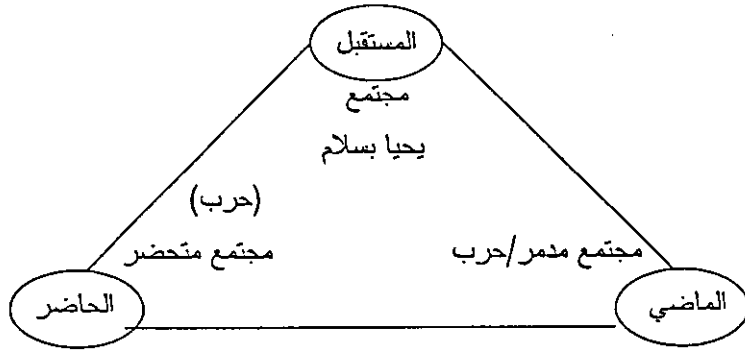 المستقبل
مجتمع
يحيا بسلام
(حرب)
مجتمع مدمر/حرب
مجتمع متحضر
الماضي
الحاضر